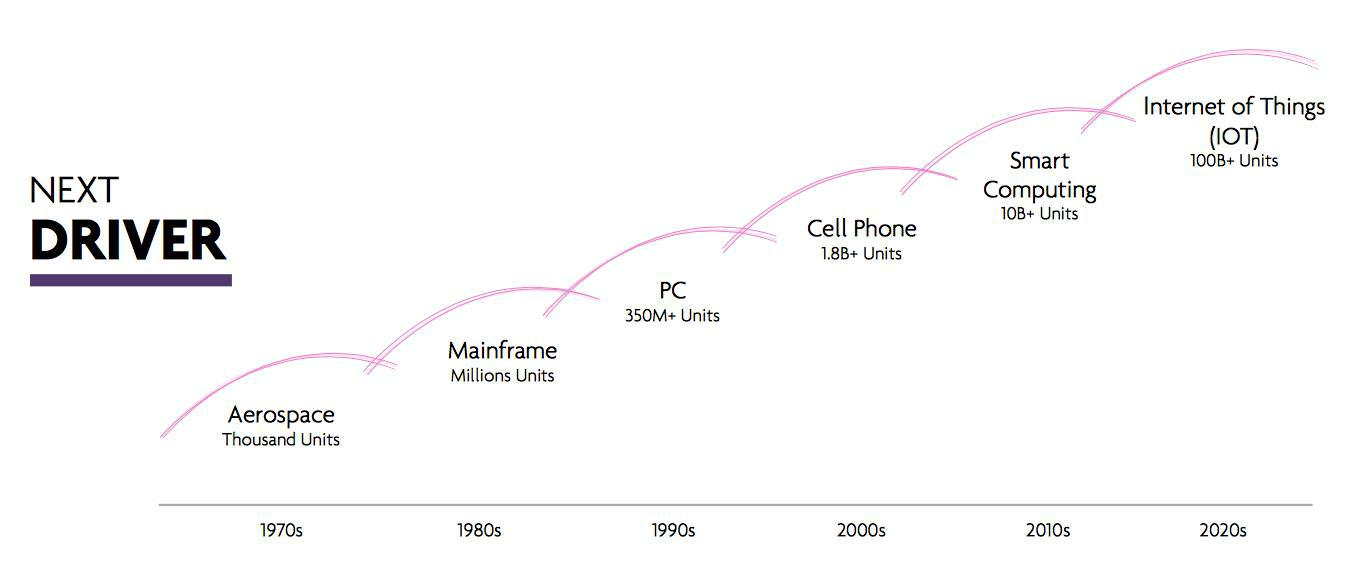 NEXT
DRIVER
Aerospace
Thousand Units
Mainframe
Millions Units
PC
350M+ Units
Cell Phone
1.8B+ Units
Smart
Computing
10B+ Units
Internet of Things
(IOT)
100B+ Units
1970s
1980s
1990s
2000s
2010s
2020s